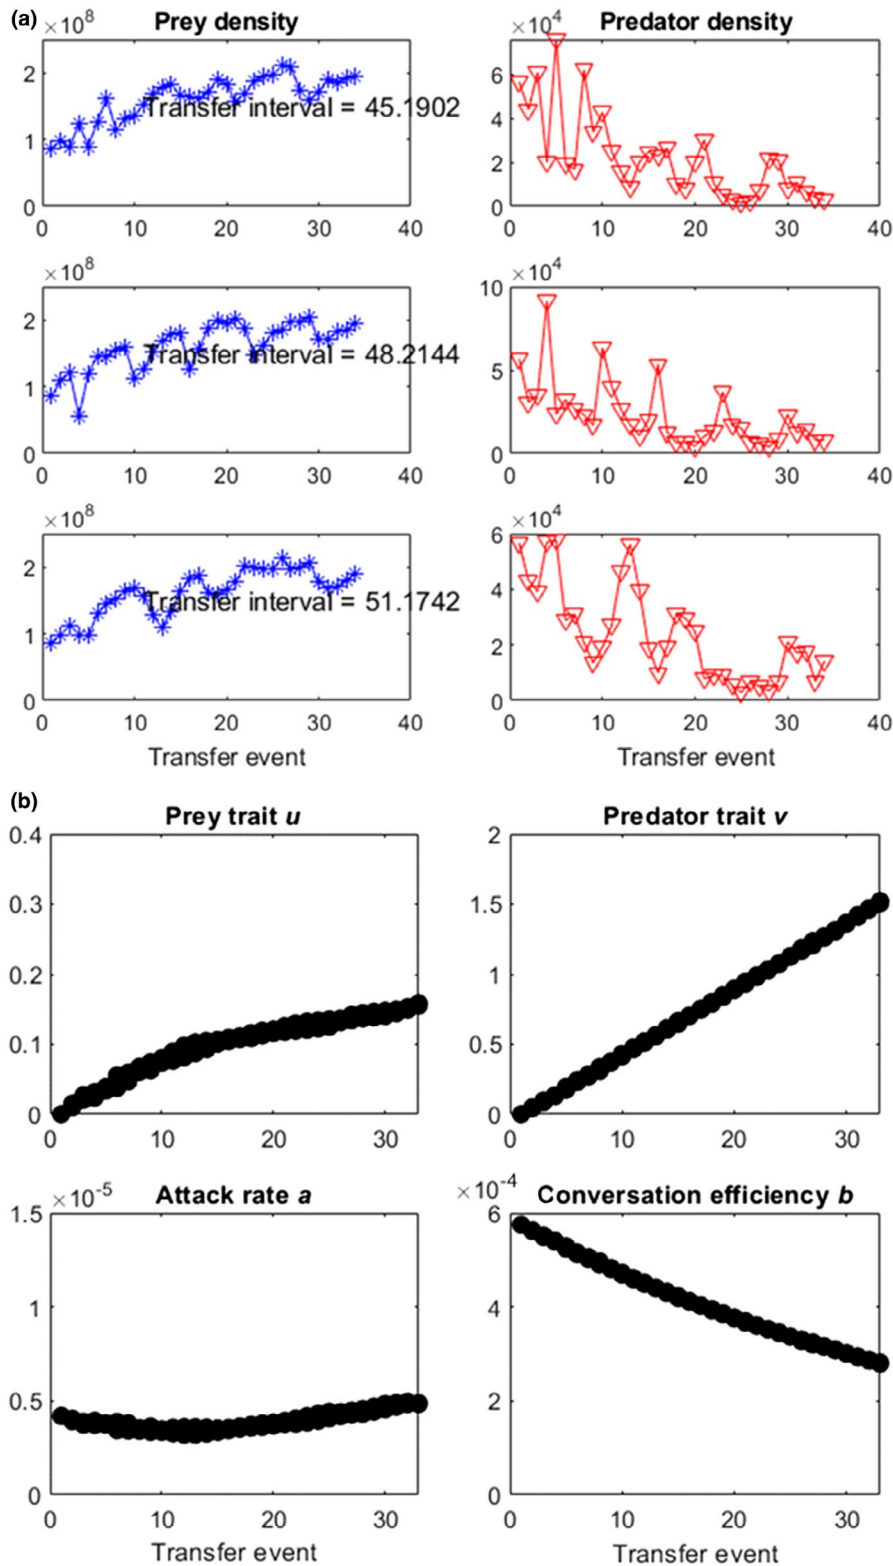 (a)
Prey density
Predator density
×10^8
×10^4
2
1
0
Transfer interval = 45.1902
0 10 20 30 40
6
4
2
0
0 10 20 30 40
×10^8
×10^4
2
1
0
Transfer interval = 48.2144
0 10 20 30 40
10
5
0
0 10 20 30 40
×10^8
×10^4
2
1
0
Transfer interval = 51.1742
0 10 20 30 40
Transfer event
6
4
2
0
0 10 20 30 40
Transfer event
(b)
Prey trait u
0.4
0.3
0.2
0.1
0
0 10 20 30
Predator trait v
2
1.5
1
0.5
0
0 10 20 30
×10^-5
Attack rate a
1.5
1
0.5
0
0 10 20 30
Transfer event
×10^-4
Conversation efficiency b
6
4
2
0
0 10 20 30
Transfer event